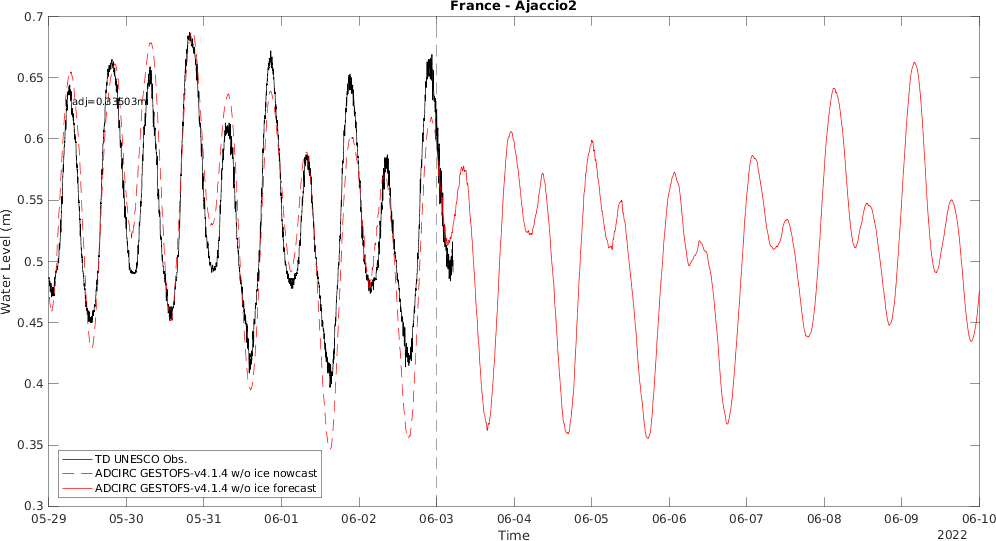 France - Ajaccio2
0.7
0.65
0.6
0.55
0.5
0.45
0.4
0.35
0.3
Water Level (m)
adj=0.33503m
TD UNESCO Obs.
ADCIRC GESTOFS-v4.1.4 w/o ice nowcast
ADCIRC GESTOFS-v4.1.4 w/o ice forecast
05-29 05-30 05-31 06-01 06-02 06-03 06-04 06-05 06-06 06-07 06-08 06-09 06-10
Time
2022